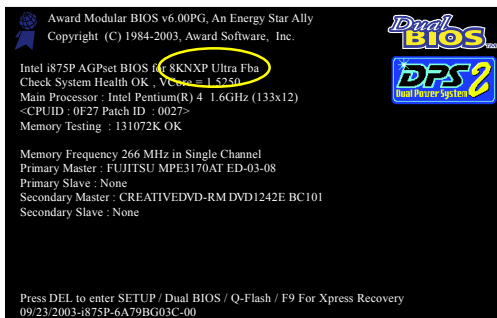 Award Modular BIOS v6.00PG, An Energy Star Ally
Copyright (C) 1984-2003, Award Software, Inc.
Dual BIOS
Intel i875P AGPset BIOS for 8KNXP Ultra Fba
Check System Health OK , VCore = 1.5250
Main Processor : Intel Pentium(R) 4 1.6GHz (133x12)
<CPUID : 0F27 Patch ID : 0027>
Memory Testing : 131072K OK
DPS 2
Dual Power System
Memory Frequency 266 MHz in Single Channel
Primary Master : FUJITSU MPE3170AT ED-03-08
Primary Slave : None
Secondary Master : CREATIVEDVD-RM DVD1242E BC101
Secondary Slave : None
Press DEL to enter SETUP / Dual BIOS / Q-Flash / F9 For Xpress Recovery
09/23/2003-i875P-6A79BG03C-00